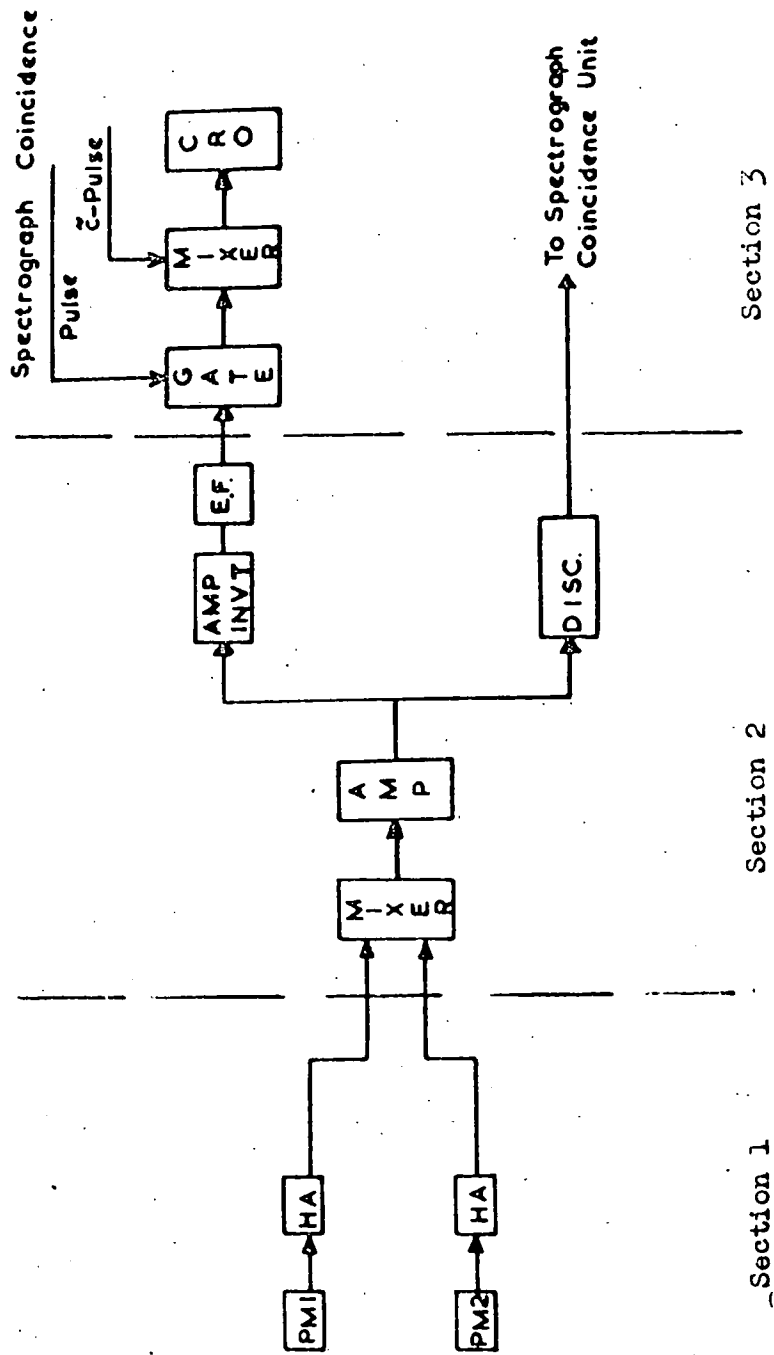 PM1
HA
PM2
HA
MIXER
AMP
AMP
INVT
E.F.
DISC.
Spectrograph Coincidence
Pulse
c̃-Pulse
GATE
MIXER
CRO
To Spectrograph
Coincidence Unit
Section 1
Section 2
Section 3